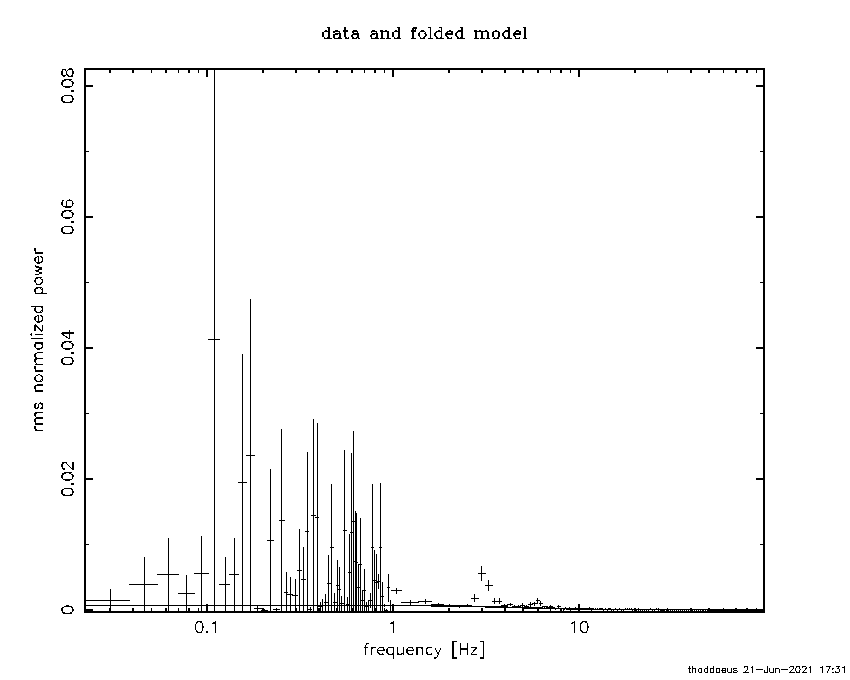 data and folded model
rms normalized power
0.08
0.06
0.04
0.02
0
0.1
1
10
frequency [Hz]
thaddaeus 21-Jun-2021 17:31